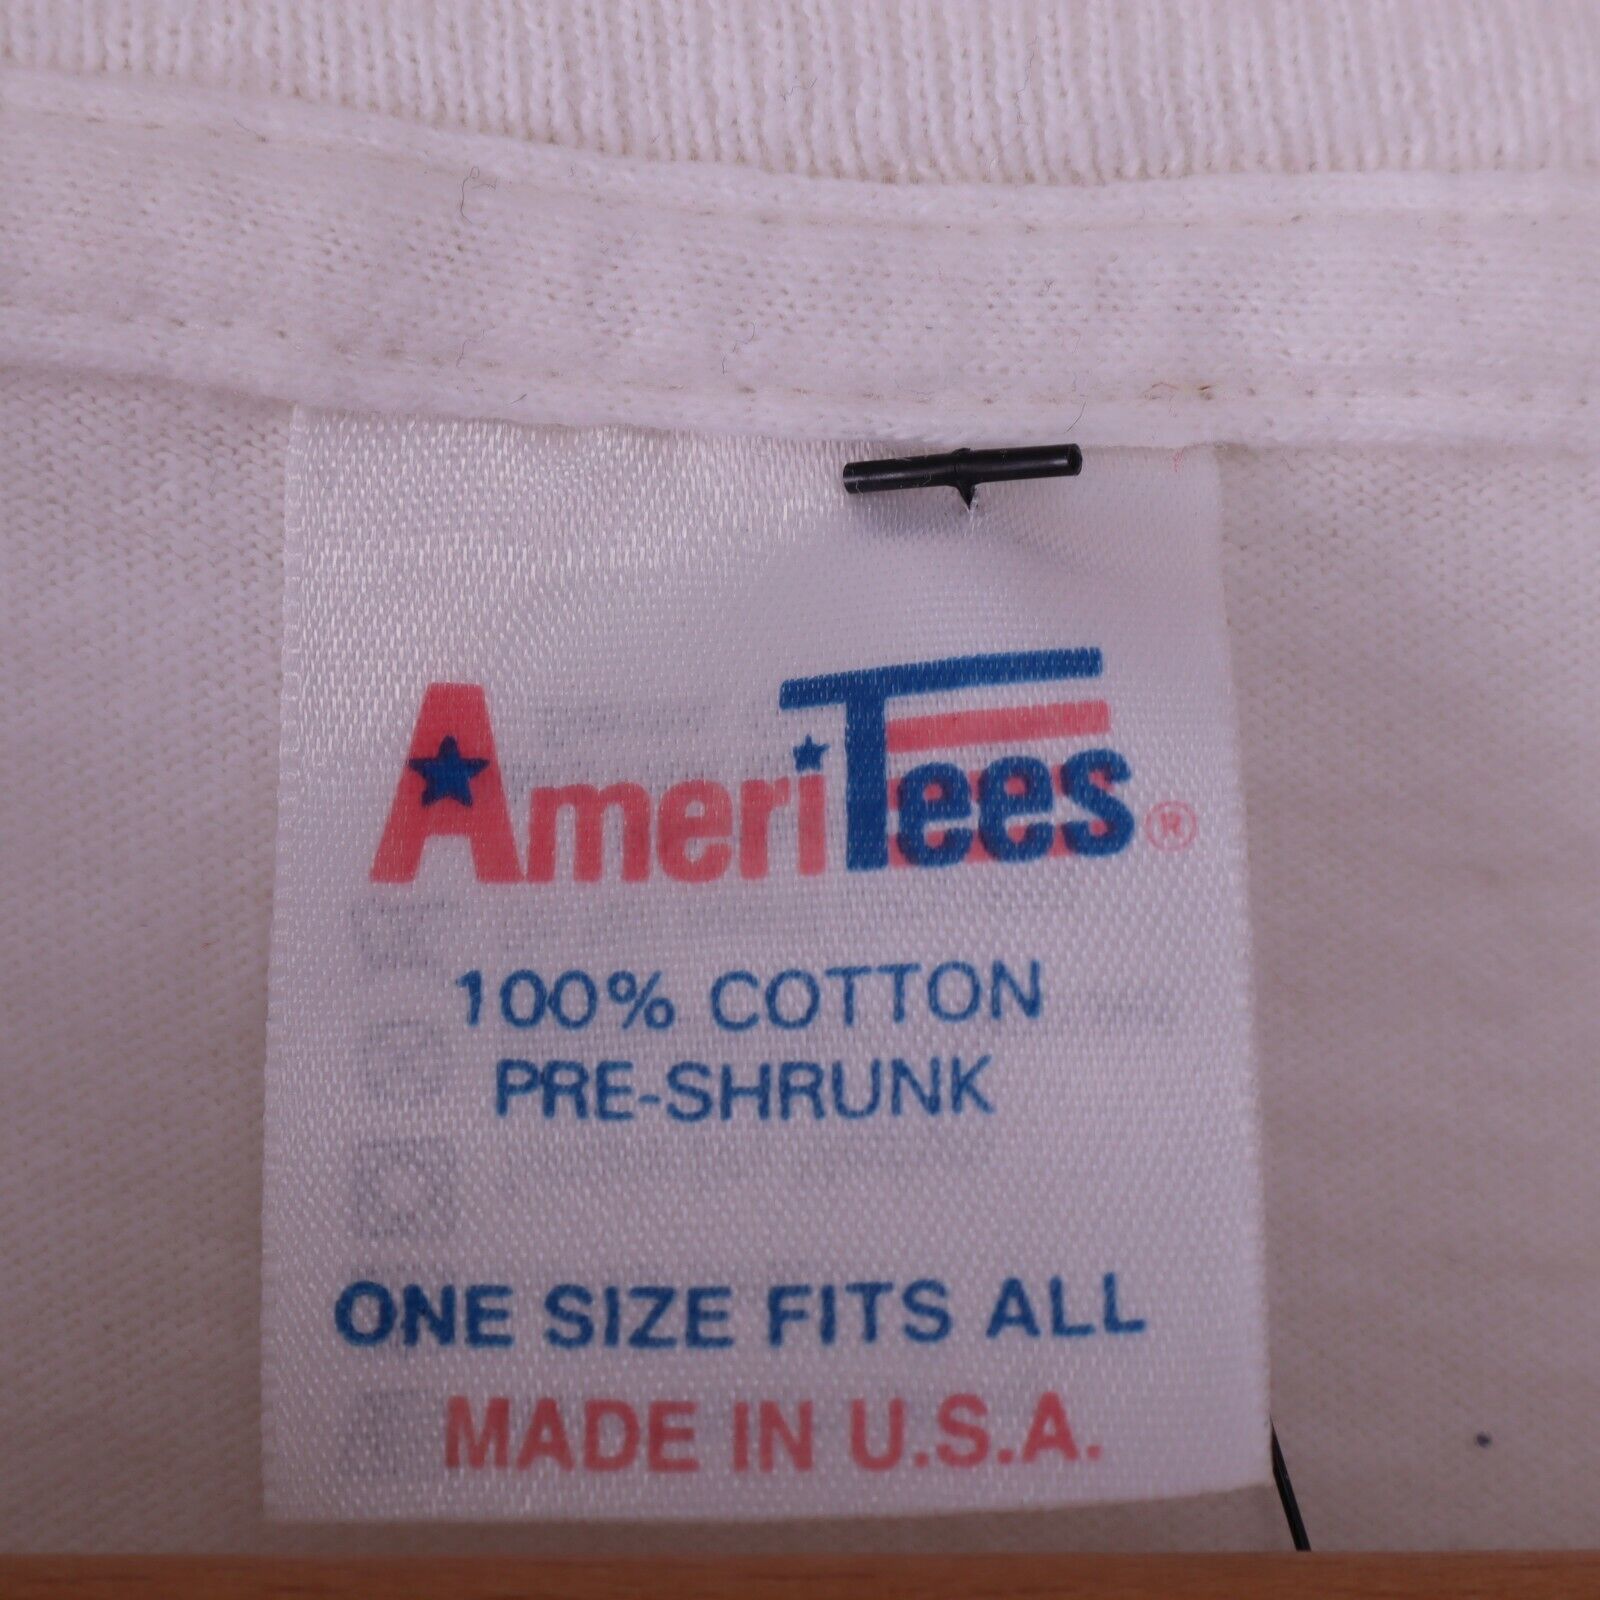 AmeriTees®
100% COTTON
PRE-SHRUNK
ONE SIZE FITS ALL
MADE IN U.S.A.